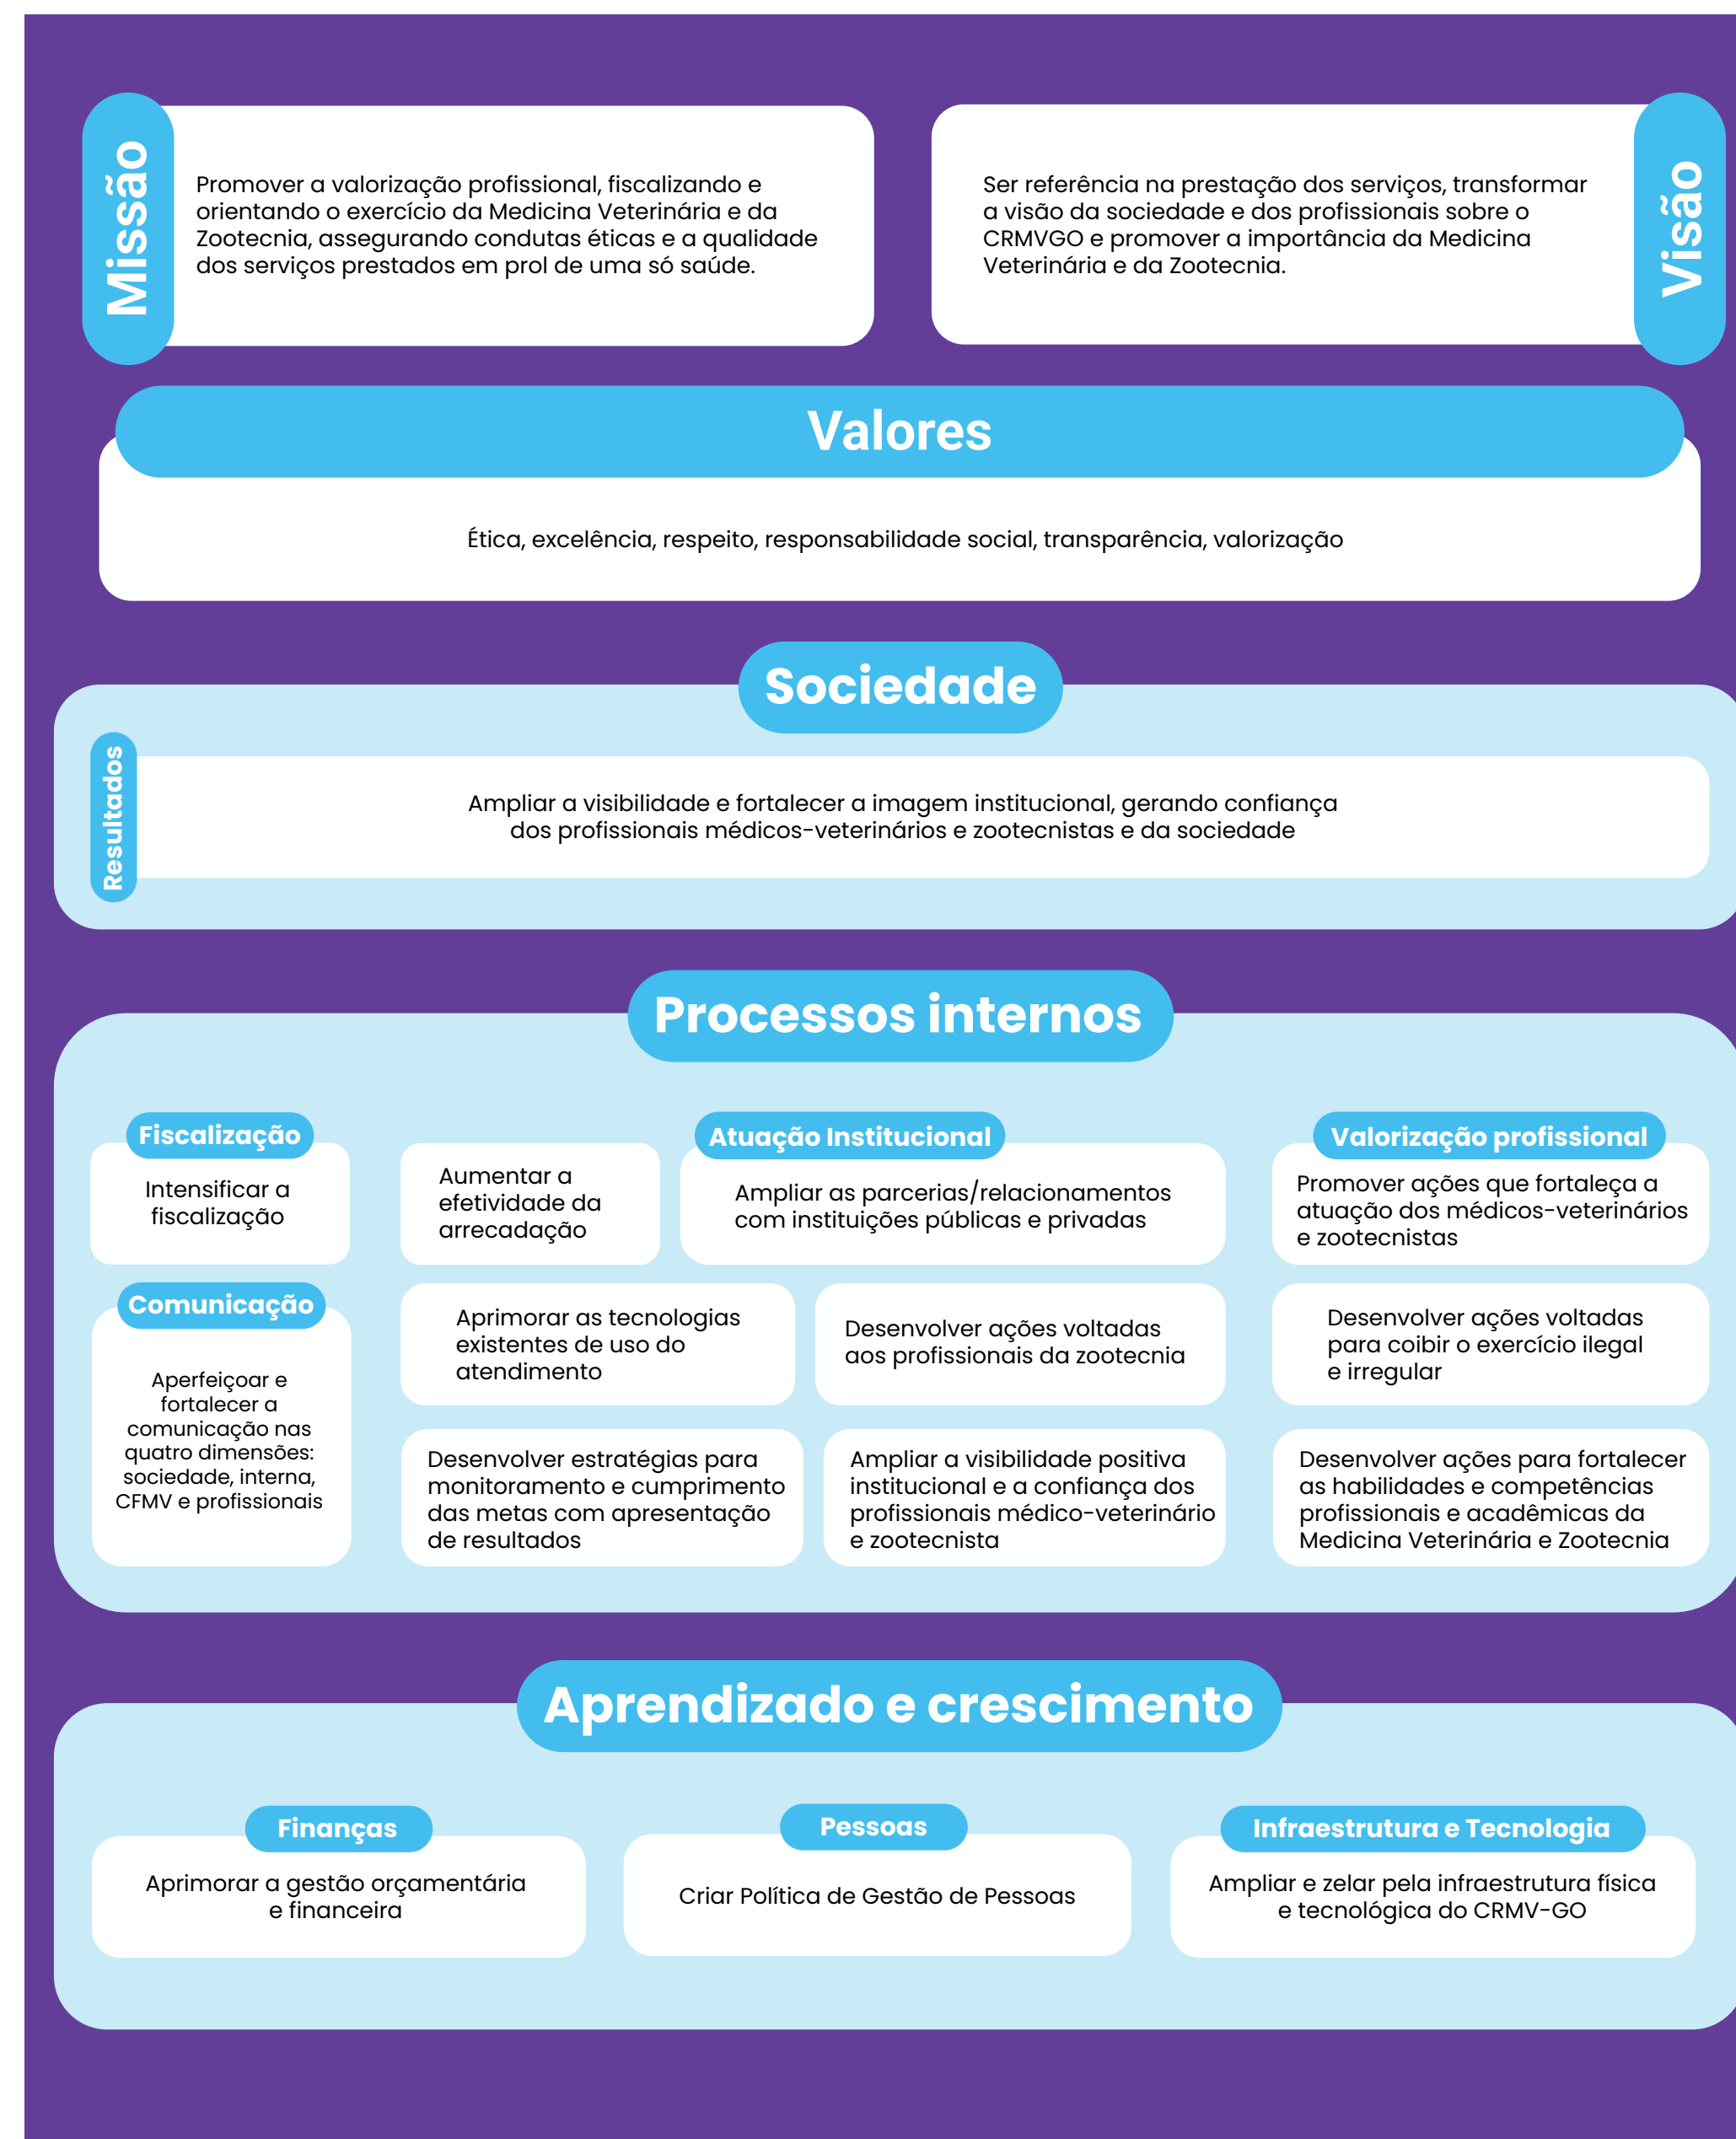 Missão
Promover a valorização profissional, fiscalizando e
orientando o exercício da Medicina Veterinária e da
Zootecnia, assegurando condutas éticas e a qualidade
dos serviços prestados em prol de uma só saúde.
Visão
Ser referência na prestação dos serviços, transformar
a visão da sociedade e dos profissionais sobre o
CRMVGO e promover a importância da Medicina
Veterinária e da Zootecnia.
Valores
Ética, excelência, respeito, responsabilidade social, transparência, valorização
Sociedade
Resultados
Ampliar a visibilidade e fortalecer a imagem institucional, gerando confiança
dos profissionais médicos-veterinários e zootecnistas e da sociedade
Processos internos
Fiscalização
Intensificar a
fiscalização
Comunicação
Aperfeiçoar e
fortalecer a
comunicação nas
quatro dimensões:
sociedade, interna,
CFMV e profissionais
Atuação Institucional
Aumentar a
efetividade da
arrecadação
Ampliar as parcerias/relacionamentos
com instituições públicas e privadas
Aprimorar as tecnologias
existentes de uso do
atendimento
Desenvolver ações voltadas
aos profissionais da zootecnia
Desenvolver estratégias para
monitoramento e cumprimento
das metas com apresentação
de resultados
Ampliar a visibilidade positiva
institucional e a confiança dos
profissionais médico-veterinário
e zootecnista
Valorização profissional
Promover ações que fortaleça a
atuação dos médicos-veterinários
e zootecnistas
Desenvolver ações voltadas
para coibir o exercício ilegal
e irregular
Desenvolver ações para fortalecer
as habilidades e competências
profissionais e acadêmicas da
Medicina Veterinária e Zootecnia
Aprendizado e crescimento
Finanças
Aprimorar a gestão orçamentária
e financeira
Pessoas
Criar Política de Gestão de Pessoas
Infraestrutura e Tecnologia
Ampliar e zelar pela infraestrutura física
e tecnológica do CRMV-GO